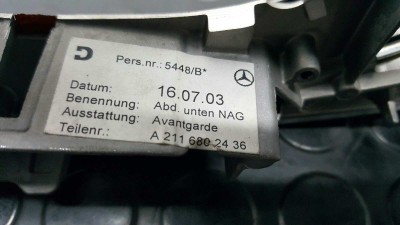 D
Pers.nr.: 5448/B*
Datum: 16.07.03
Benennung: Abd. unten NAG
Ausstattung: Avantgarde
Teilenr.: A 211 680 24 36